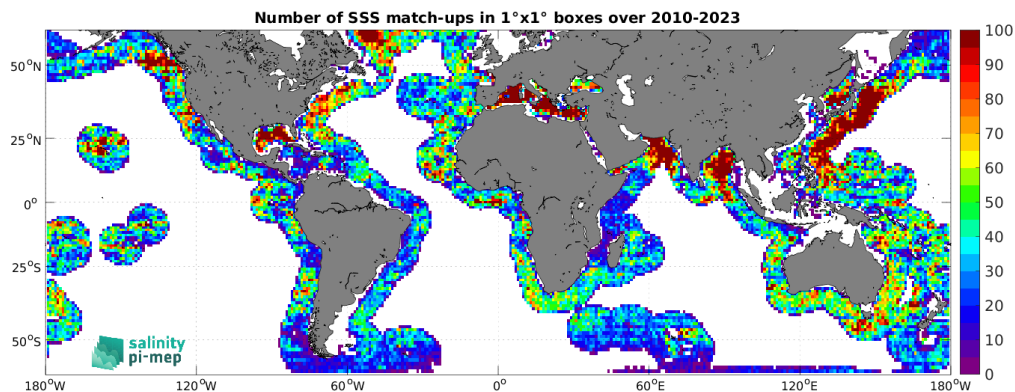 Number of SSS match-ups in 1°x1° boxes over 2010-2023
50°N
25°N
0°
25°S
50°S
180°W
120°W
60°W
0°
60°E
120°E
180°W
100
90
80
70
60
50
40
30
20
10
0
salinity
pi-mep